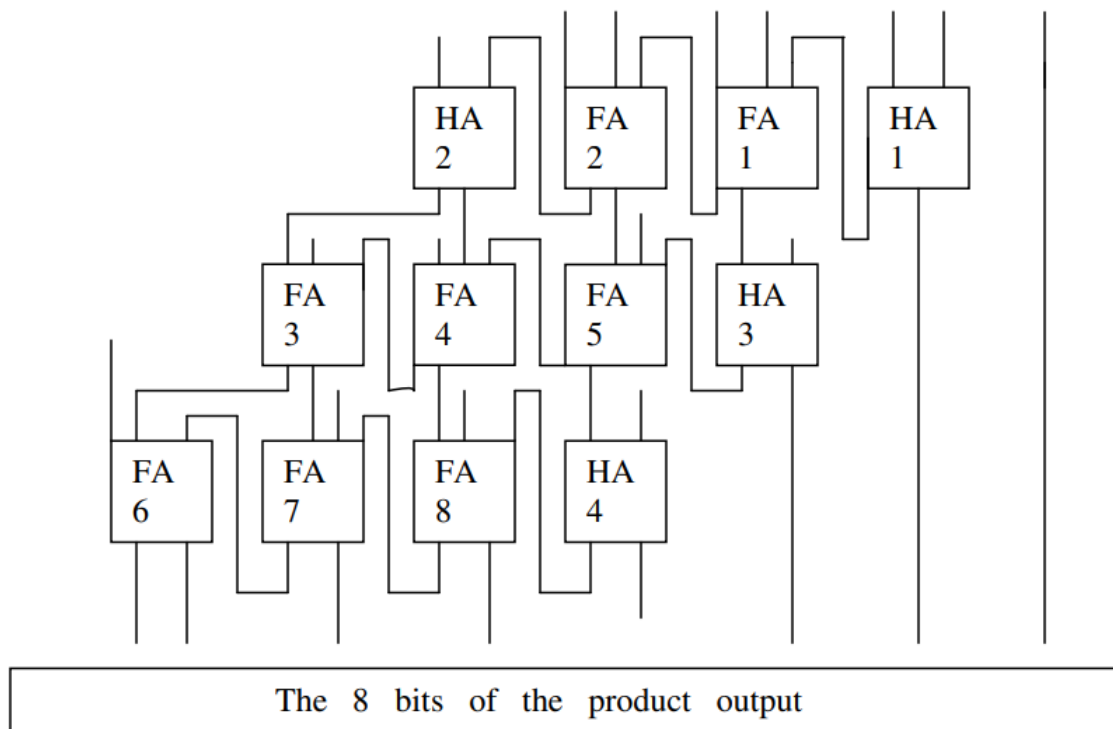 HA FA FA HA
2 2 1 1
FA FA FA HA
3 4 5 3
FA FA FA HA
6 7 8 4
The 8 bits of the product output